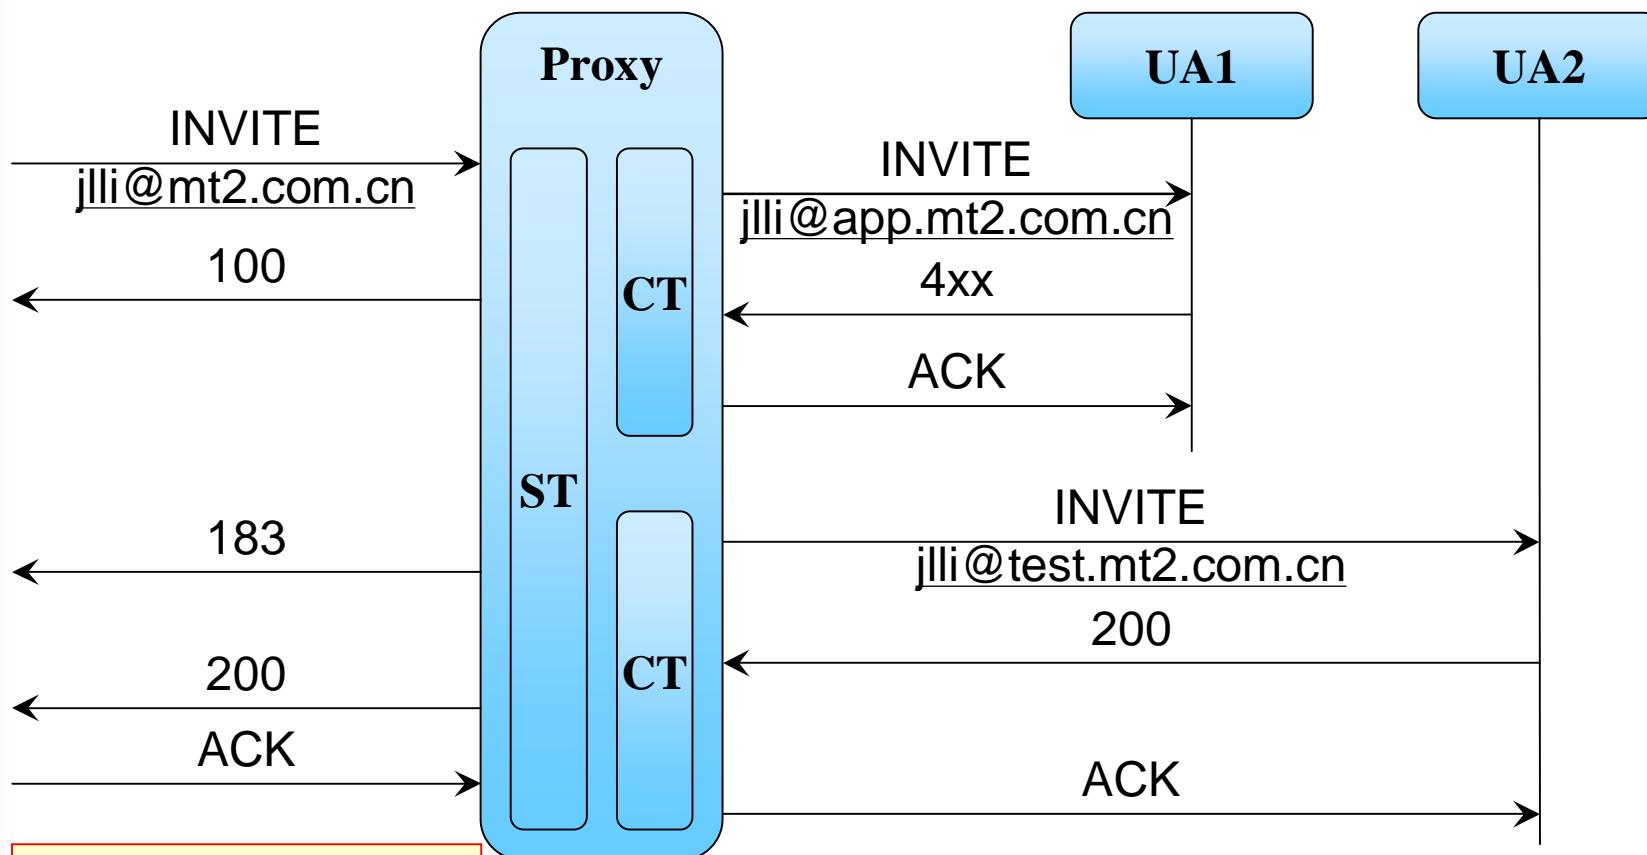 Proxy
UA1
UA2
INVITE
jlli@mt2.com.cn
INVITE
jlli@app.mt2.com.cn
100
4xx
CT
ACK
ST
183
INVITE
jlli@test.mt2.com.cn
200
200
CT
ACK
ACK